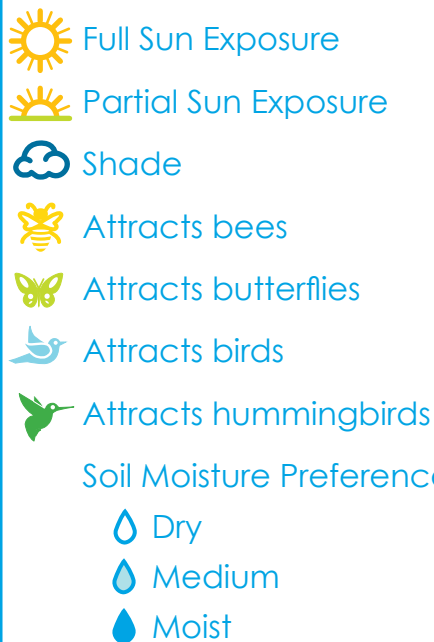 Full Sun Exposure
Partial Sun Exposure
Shade
Attracts bees
Attracts butterflies
Attracts birds
Attracts hummingbirds
Soil Moisture Preference
Dry
Medium
Moist